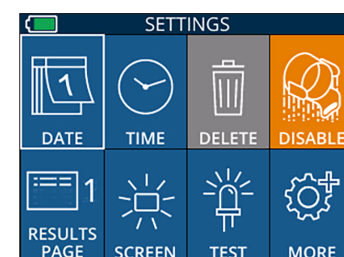 SETTINGS
1
DATE
TIME
DELETE
DISABLE
1
RESULTS
PAGE
SCREEN
TEST
MORE